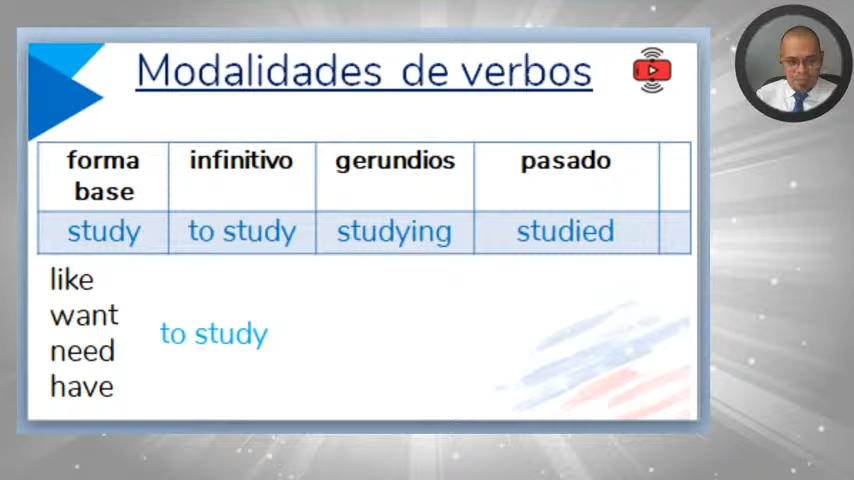 Modalidades de verbos
forma base infinitivo gerundios pasado
study to study studying studied
like
want
to study
need
have